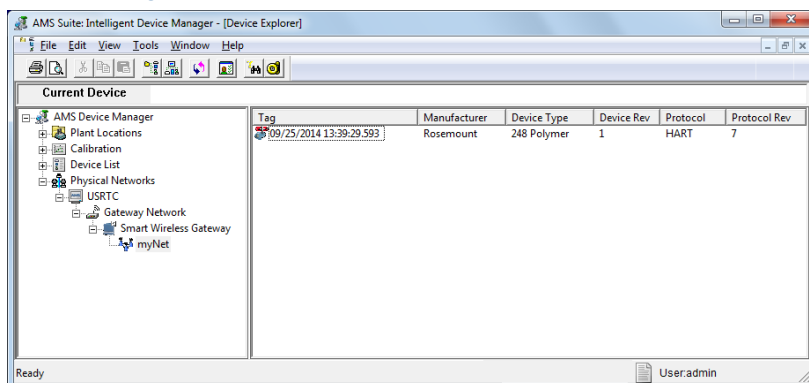 AMS Suite: Intelligent Device Manager - [Device Explorer]
File Edit View Tools Window Help
Current Device
AMS Device Manager
Plant Locations
Calibration
Device List
Physical Networks
USRTC
Gateway Network
Smart Wireless Gateway
myNet
Tag Manufacturer Device Type Device Rev Protocol Protocol Rev
09/25/2014 13:39:29.593 Rosemount 248 Polymer 1 HART 7
Ready User:admin